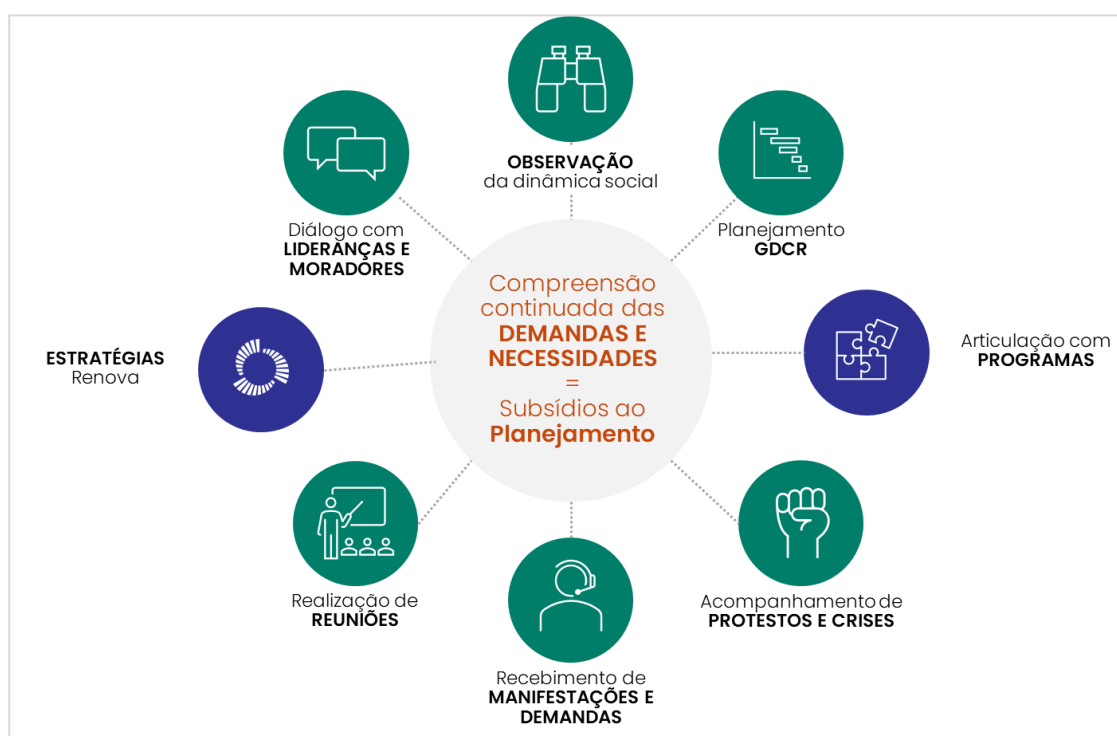 OBSERVAÇÃO
da dinâmica social
Diálogo com
LIDERANÇAS E
MORADORES
Planejamento
GDCR
Compreensão
continuada das
DEMANDAS E
NECESSIDADES
=
Subsídios ao
Planejamento
ESTRATÉGIAS
Renova
Articulação com
PROGRAMAS
Realização de
REUNIÕES
Acompanhamento de
PROTESTOS E CRISES
Recebimento de
MANIFESTAÇÕES E
DEMANDAS